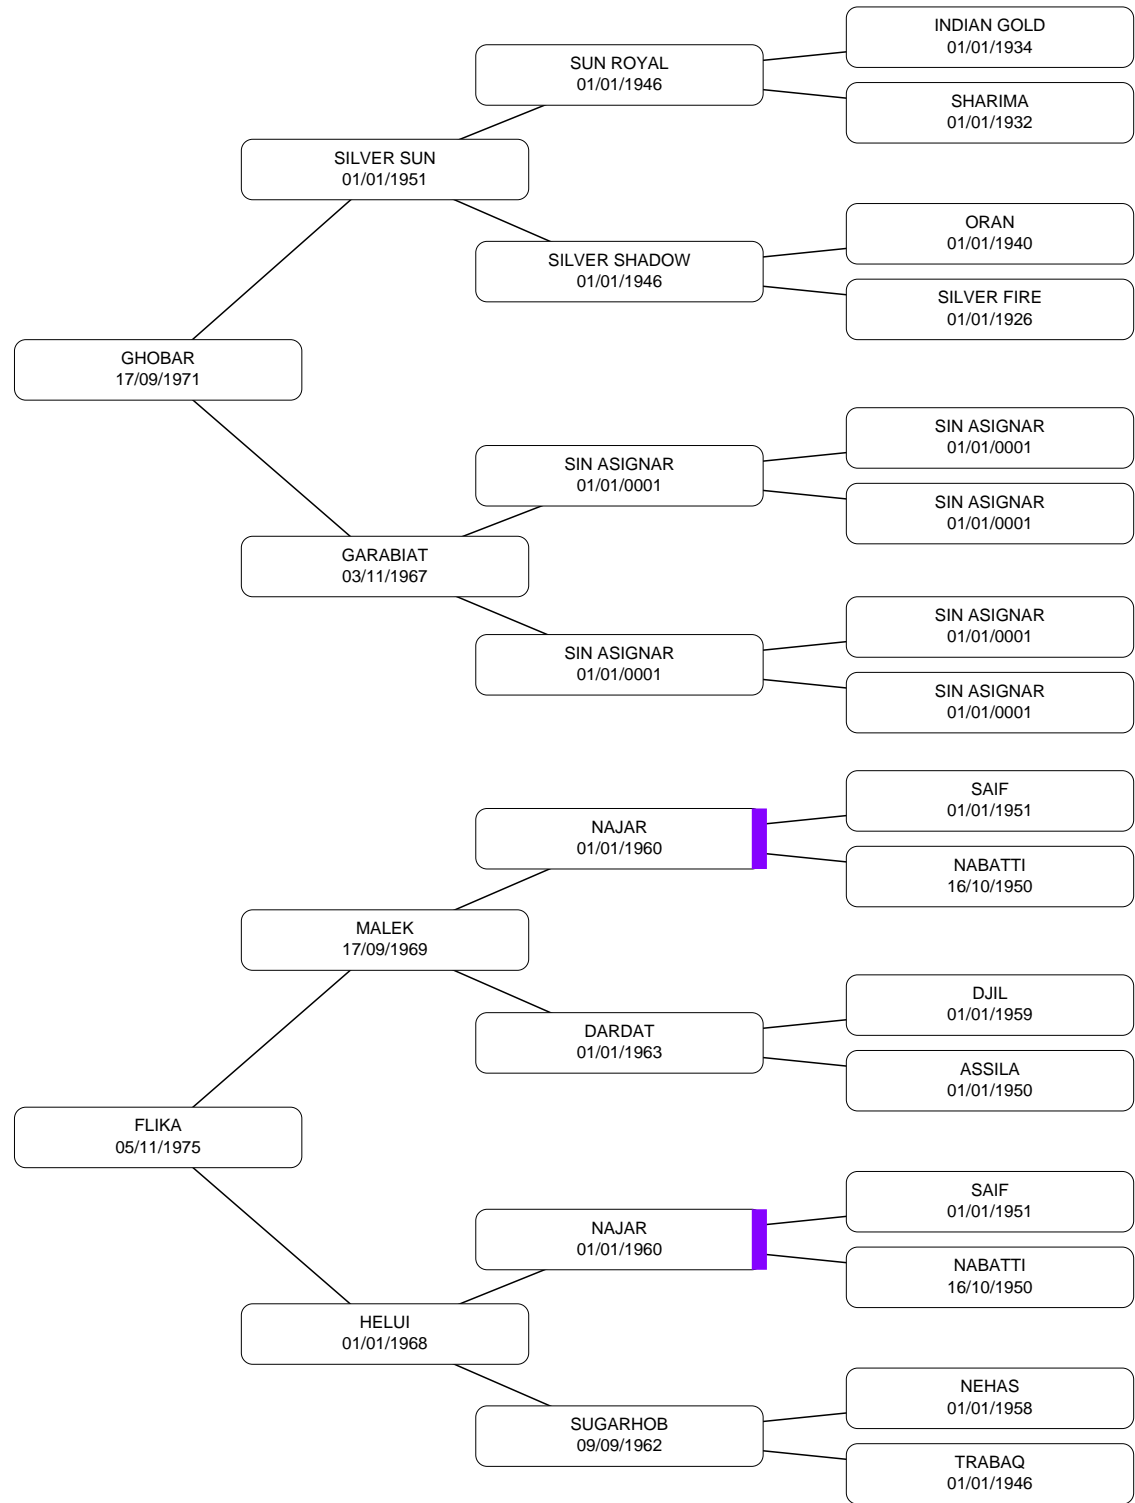 INDIAN GOLD
01/01/1934
SUN ROYAL
01/01/1946
SHARIMA
01/01/1932
SILVER SUN
01/01/1951
ORAN
01/01/1940
SILVER SHADOW
01/01/1946
SILVER FIRE
01/01/1926
GHOBAR
17/09/1971
SIN ASIGNAR
01/01/0001
SIN ASIGNAR
01/01/0001
SIN ASIGNAR
01/01/0001
GARABIAT
03/11/1967
SIN ASIGNAR
01/01/0001
SIN ASIGNAR
01/01/0001
SIN ASIGNAR
01/01/0001
SAIF
01/01/1951
NAJAR
01/01/1960
NABATTI
16/10/1950
MALEK
17/09/1969
DJIL
01/01/1959
DARDAT
01/01/1963
ASSILA
01/01/1950
FLIKA
05/11/1975
SAIF
01/01/1951
NAJAR
01/01/1960
NABATTI
16/10/1950
HELUI
01/01/1968
NEHAS
01/01/1958
SUGARHOB
09/09/1962
TRABAQ
01/01/1946